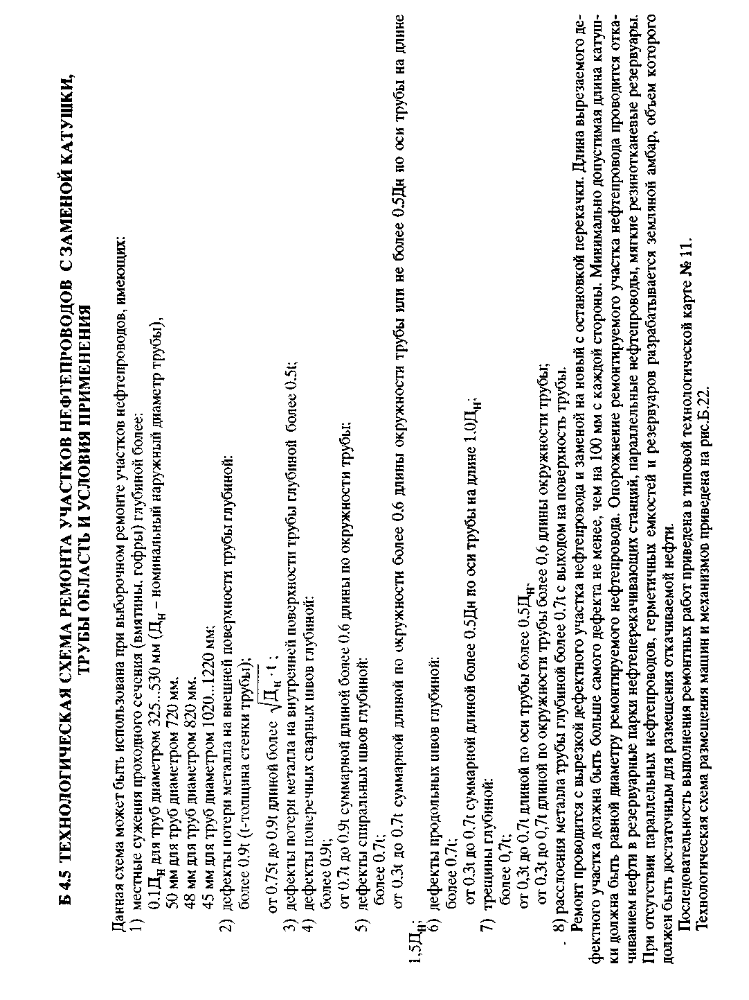 Б 4.5 ТЕХНОЛОГИЧЕСКАЯ СХЕМА РЕМОНТА УЧАСТКОВ НЕФТЕПРОВОДОВ С ЗАМЕНОЙ КАТУШКИ,
ТРУБЫ ОБЛАСТЬ И УСЛОВИЯ ПРИМЕНЕНИЯ
Данная схема может быть использована при выборочном ремонте участков нефтепроводов, имеющих:
1) местные сужения проходного сечения (вмятины, гофры) глубиной более:
0.1Дн для труб диаметром 325...530 мм (Дн – номинальный наружный диаметр трубы),
50 мм для труб диаметром 720 мм.
48 мм для труб диаметром 820 мм.
45 мм для труб диаметром 1020...1220 мм;
2) дефекты потери металла на внешней поверхности трубы глубиной:
более 0.9t (t-толщина стенки трубы);
от 0.75t до 0.9t длиной более √Дн · t ;
3) дефекты потери металла на внутренней поверхности трубы глубиной более 0.5t;
4) дефекты поперечных сварных швов глубиной:
более 0.9t;
от 0.7t до 0.9t суммарной длиной более 0.6 длины по окружности трубы;
5) дефекты спиральных швов глубиной:
более 0.7t;
от 0.3t до 0.7t суммарной длиной по окружности более 0.6 длины окружности трубы или не более 0.5Дн по оси трубы на длине
1,5Дн;
6) дефекты продольных швов глубиной:
более 0.7t;
от 0.3t до 0,7t суммарной длиной более 0.5Дн по оси трубы на длине 1.0Дн;
7) трещины глубиной:
более 0,7t;
от 0,3t до 0.7t длиной по оси трубы более 0.5Дн.
от 0.3t до 0,7t длиной по окружности трубы более 0,6 длины окружности трубы;
8) расслоения металла трубы глубиной более 0.7t с выходом на поверхность трубы.
Ремонт проводится с вырезкой дефектного участка нефтепровода и заменой на новый с остановкой перекачки. Длина вырезаемого де-
фектного участка должна быть больше самого дефекта не менее, чем на 100 мм с каждой стороны. Минимально допустимая длина катуш-
ки должна быть равной диаметру ремонтируемого нефтепровода. Опорожнение ремонтируемого участка нефтепровода проводится отка-
чиванием нефти в резервуарные парки нефтеперекачивающих станций, параллельные нефтепроводы, мягкие резинотканевые резервуары.
При отсутствии параллельных нефтепроводов, герметичных емкостей и резервуаров разрабатывается земляной амбар, объем которого
должен быть достаточным для размещения откачиваемой нефти.
Последовательность выполнения ремонтных работ приведена в типовой технологической карте № 11.
Технологическая схема размещения машин и механизмов приведена на рис.Б.22.